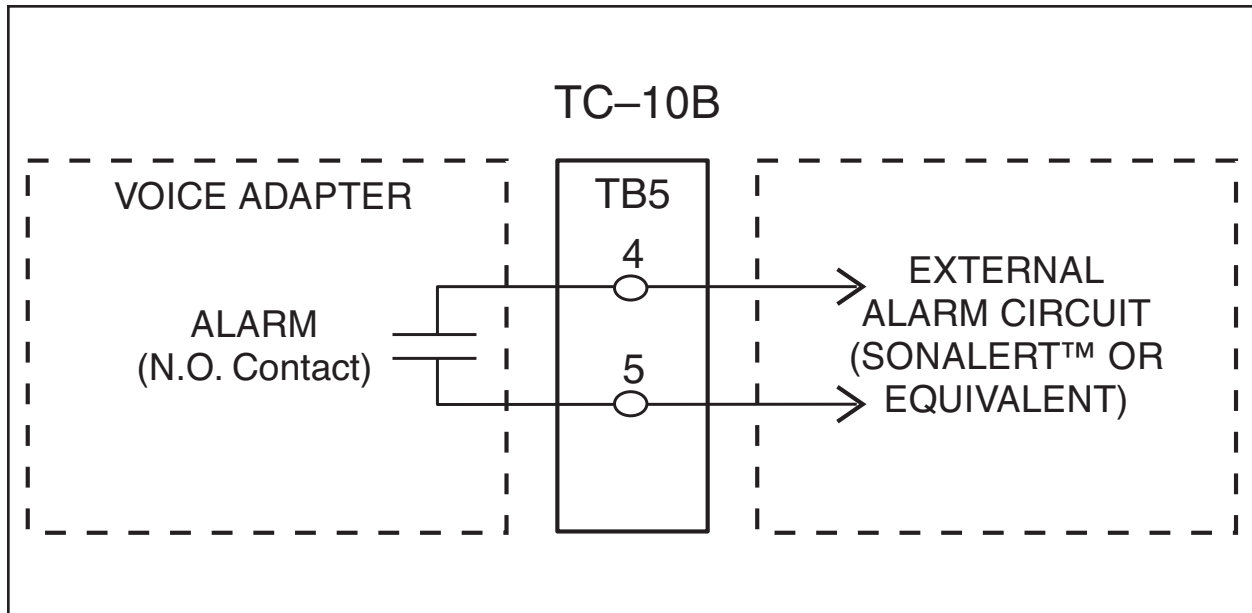 TC–10B
VOICE ADAPTER
ALARM
(N.O. Contact)
TB5
4
5
EXTERNAL
ALARM CIRCUIT
(SONALERT™ OR
EQUIVALENT)